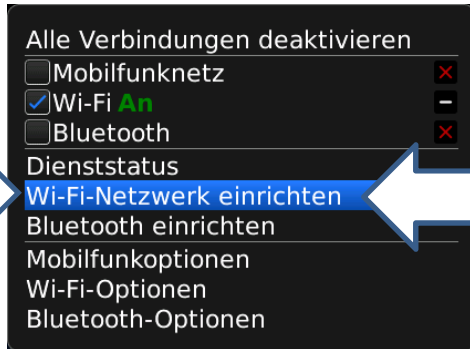 Alle Verbindungen deaktivieren
Mobilfunknetz
Wi-Fi An
Bluetooth
Dienststatus
Wi-Fi-Netzwerk einrichten
Bluetooth einrichten
Mobilfunkoptionen
Wi-Fi-Optionen
Bluetooth-Optionen